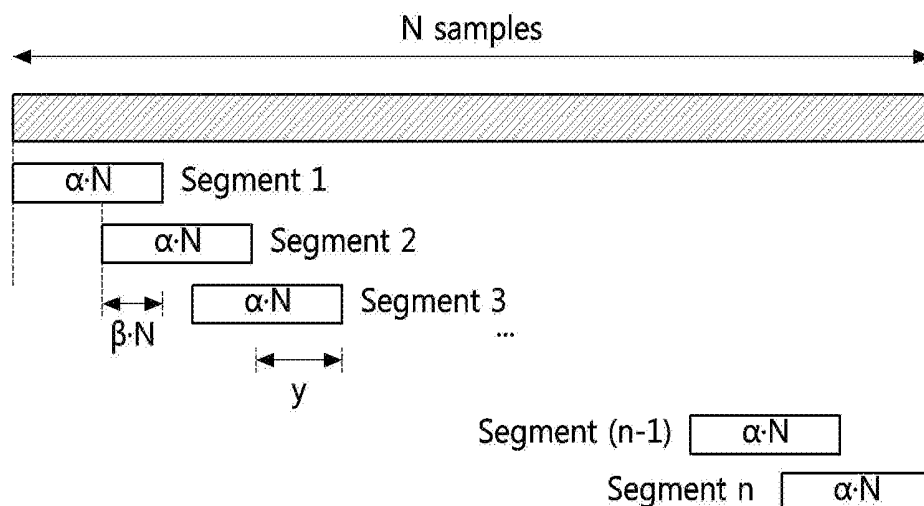 N samples
α·N Segment 1
α·N Segment 2
α·N Segment 3
β·N
...
y
Segment (n-1) α·N
Segment n α·N